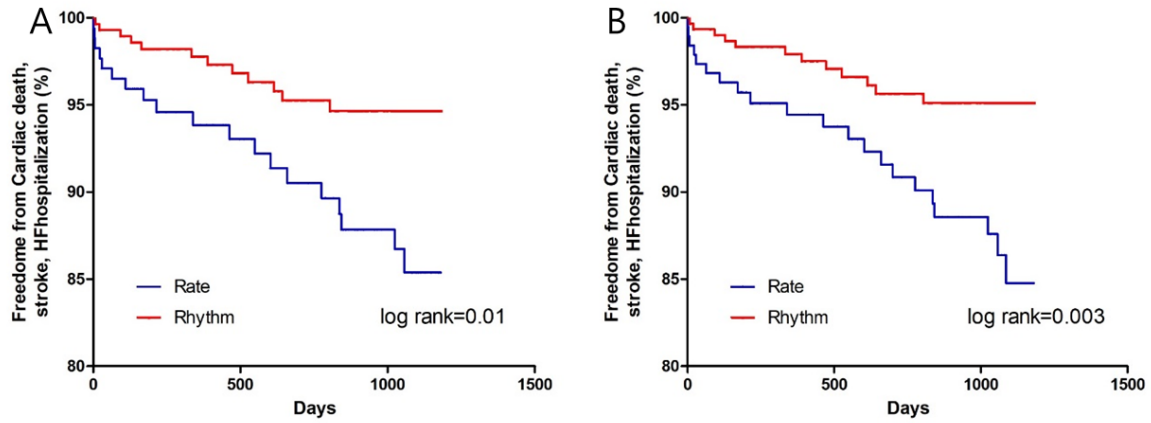 A
Freedome from Cardiac death,
stroke, HFhospitalization (%)
100
95
90
85
80
0
500
1000
1500
Days
Rate
Rhythm
log rank=0.01
B
Freedome from Cardiac death,
stroke, HFhospitalization (%)
100
95
90
85
80
0
500
1000
1500
Days
Rate
Rhythm
log rank=0.003